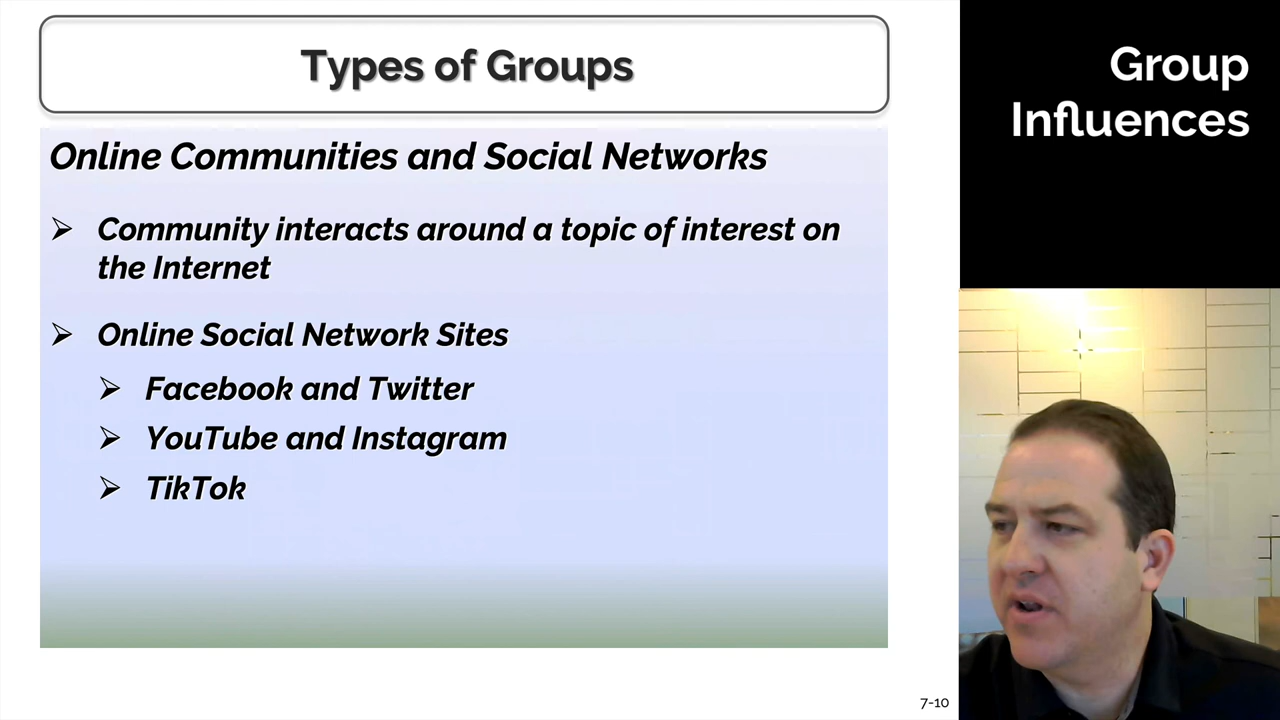 Types of Groups
Online Communities and Social Networks
Community interacts around a topic of interest on
the Internet
Online Social Network Sites
Facebook and Twitter
YouTube and Instagram
TikTok
7-10
Group
Influences